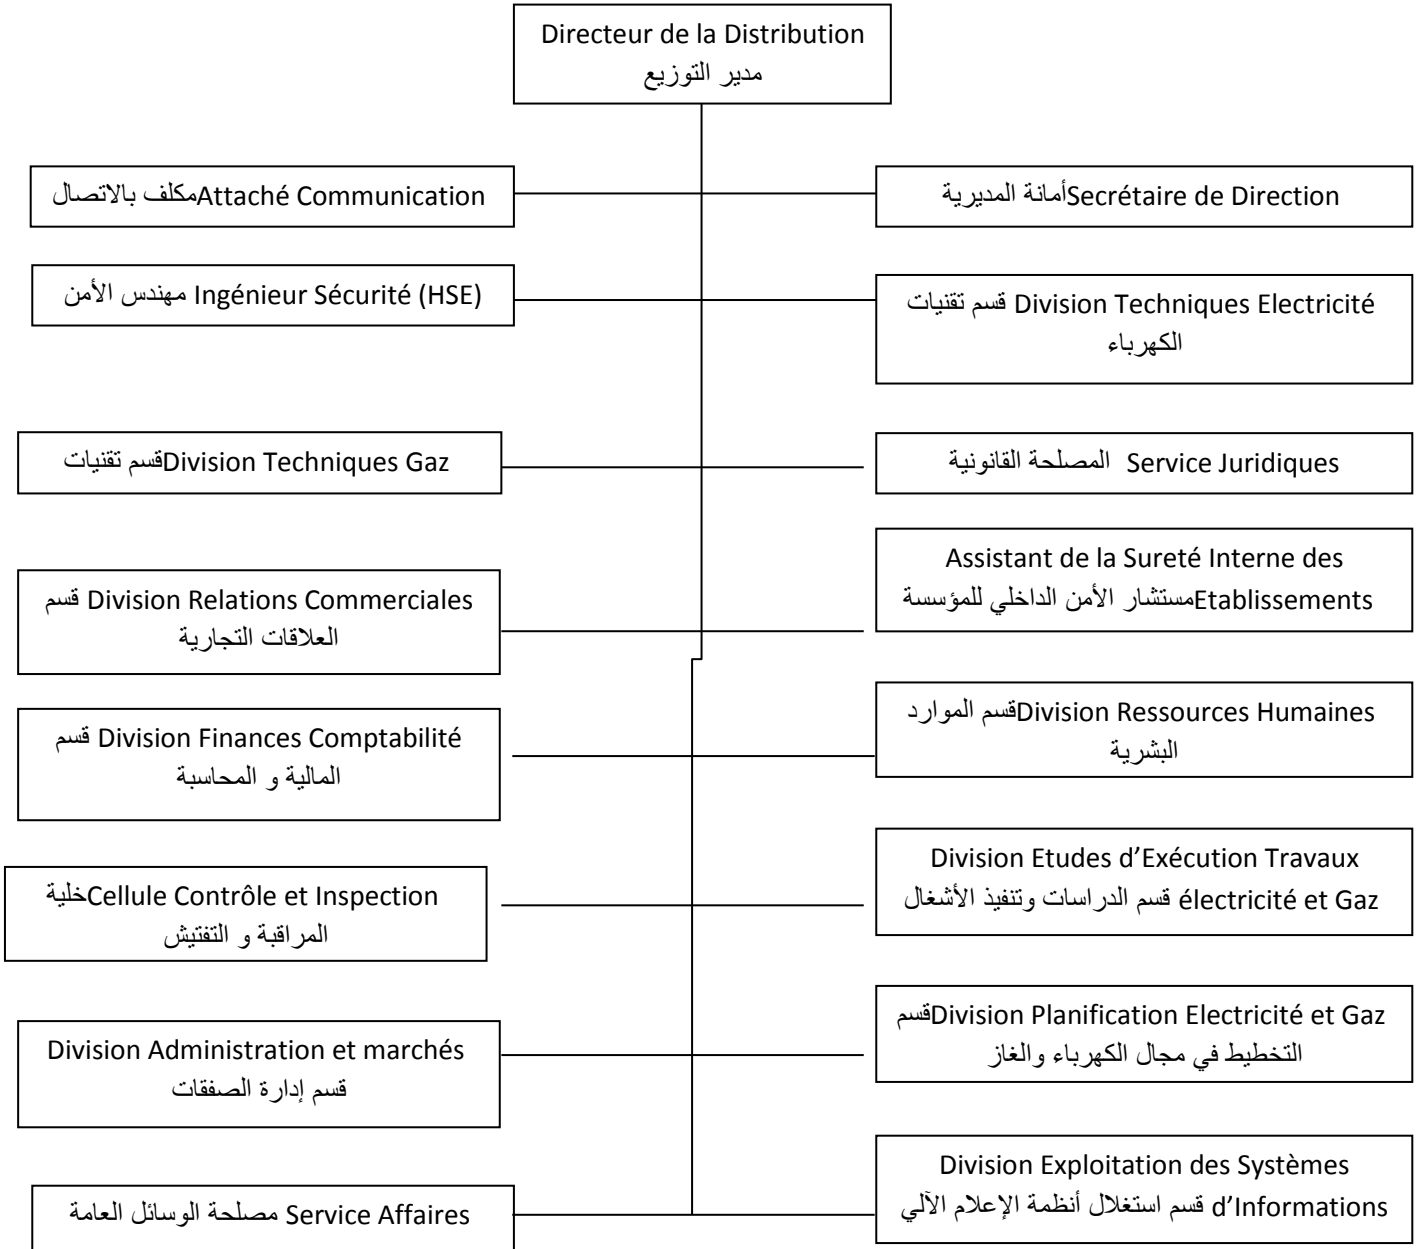 Directeur de la Distribution
مدير التوزيع
Attaché Communicationمكلف بالاتصال
Secrétaire de Directionأمانة المديرية
Ingénieur Sécurité (HSE) مهندس الأمن
Division Techniques Electricité قسم تقنيات
الكهرباء
Division Techniques Gazقسم تقنيات
Service Juridiques المصلحة القانونية
Assistant de la Sureté Interne des
Etablissementsمستشار الأمن الداخلي للمؤسسة
Division Relations Commerciales قسم
العلاقات التجارية
Division Ressources Humainesقسم الموارد
البشرية
Division Finances Comptabilité قسم
المالية و المحاسبة
Division Etudes d’Exécution Travaux
électricité et Gaz قسم الدراسات وتنفيذ الأشغال
Cellule Contrôle et Inspectionخلية
المراقبة و التفتيش
Division Planification Electricité et Gazقسم
التخطيط في مجال الكهرباء والغاز
Division Administration et marchés
قسم إدارة الصفقات
Division Exploitation des Systèmes
d’Informations قسم استغلال أنظمة الإعلام الآلي
Service Affaires مصلحة الوسائل العامة